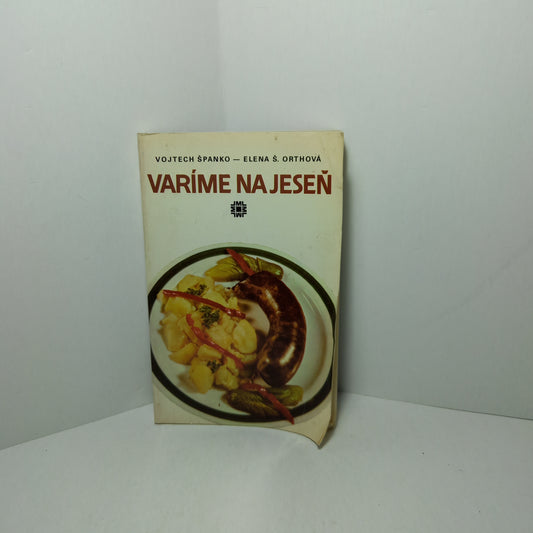 VOJTECH ŠPANKO — ELENA Š. ORTHOVÁ
VARÍME NA JESEŇ